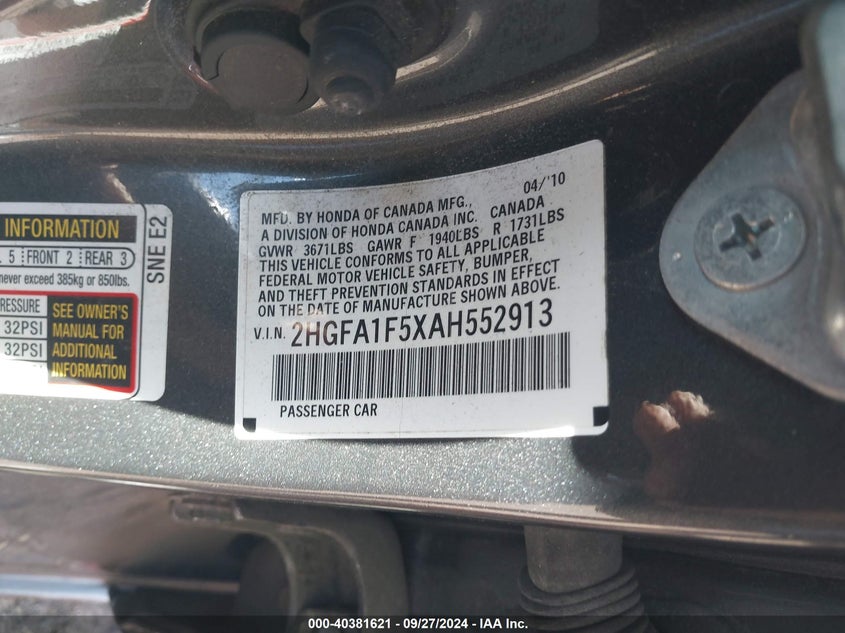 INFORMATION
5 FRONT 2 REAR 3
never exceed 385kg or 850lbs.
PRESSURE
32PSI
32PSI
SEE OWNER'S
MANUAL FOR
ADDITIONAL
INFORMATION
SNE E2
04/'10
MFD. BY HONDA OF CANADA MFG.,
A DIVISION OF HONDA CANADA INC. CANADA
GVWR 3671LBS GAWR F 1940LBS R 1731LBS
THIS VEHICLE CONFORMS TO ALL APPLICABLE
FEDERAL MOTOR VEHICLE SAFETY, BUMPER,
AND THEFT PREVENTION STANDARDS IN EFFECT
ON THE DATE OF MANUFACTURE SHOWN ABOVE.
V.I.N. 2HGFA1F5XAH552913
PASSENGER CAR
000-40381621 - 09/27/2024 - IAA Inc.